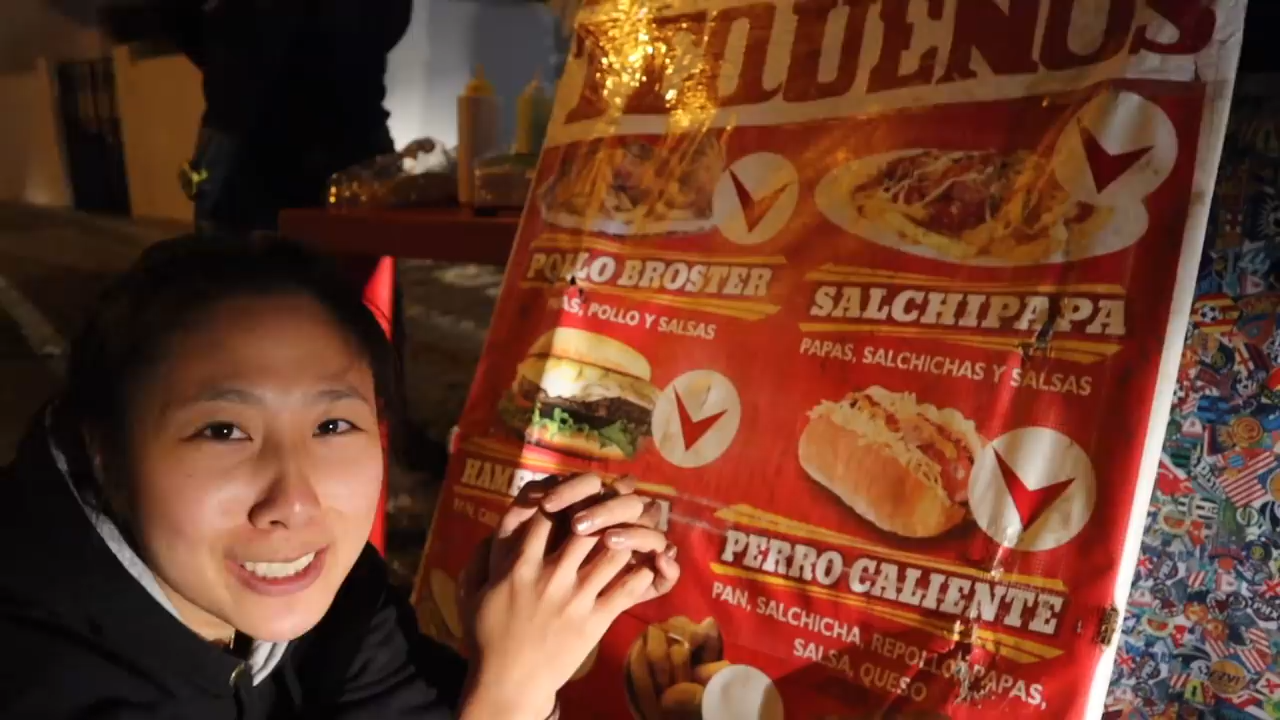 POLLO BROSTER
POLLO Y SALSAS
SALCHIPAPA
PAPAS, SALCHICHAS Y SALSAS
PERRO CALIENTE
PAN, SALCHICHA, REPOLLO, PAPAS,
SALSA, QUESO